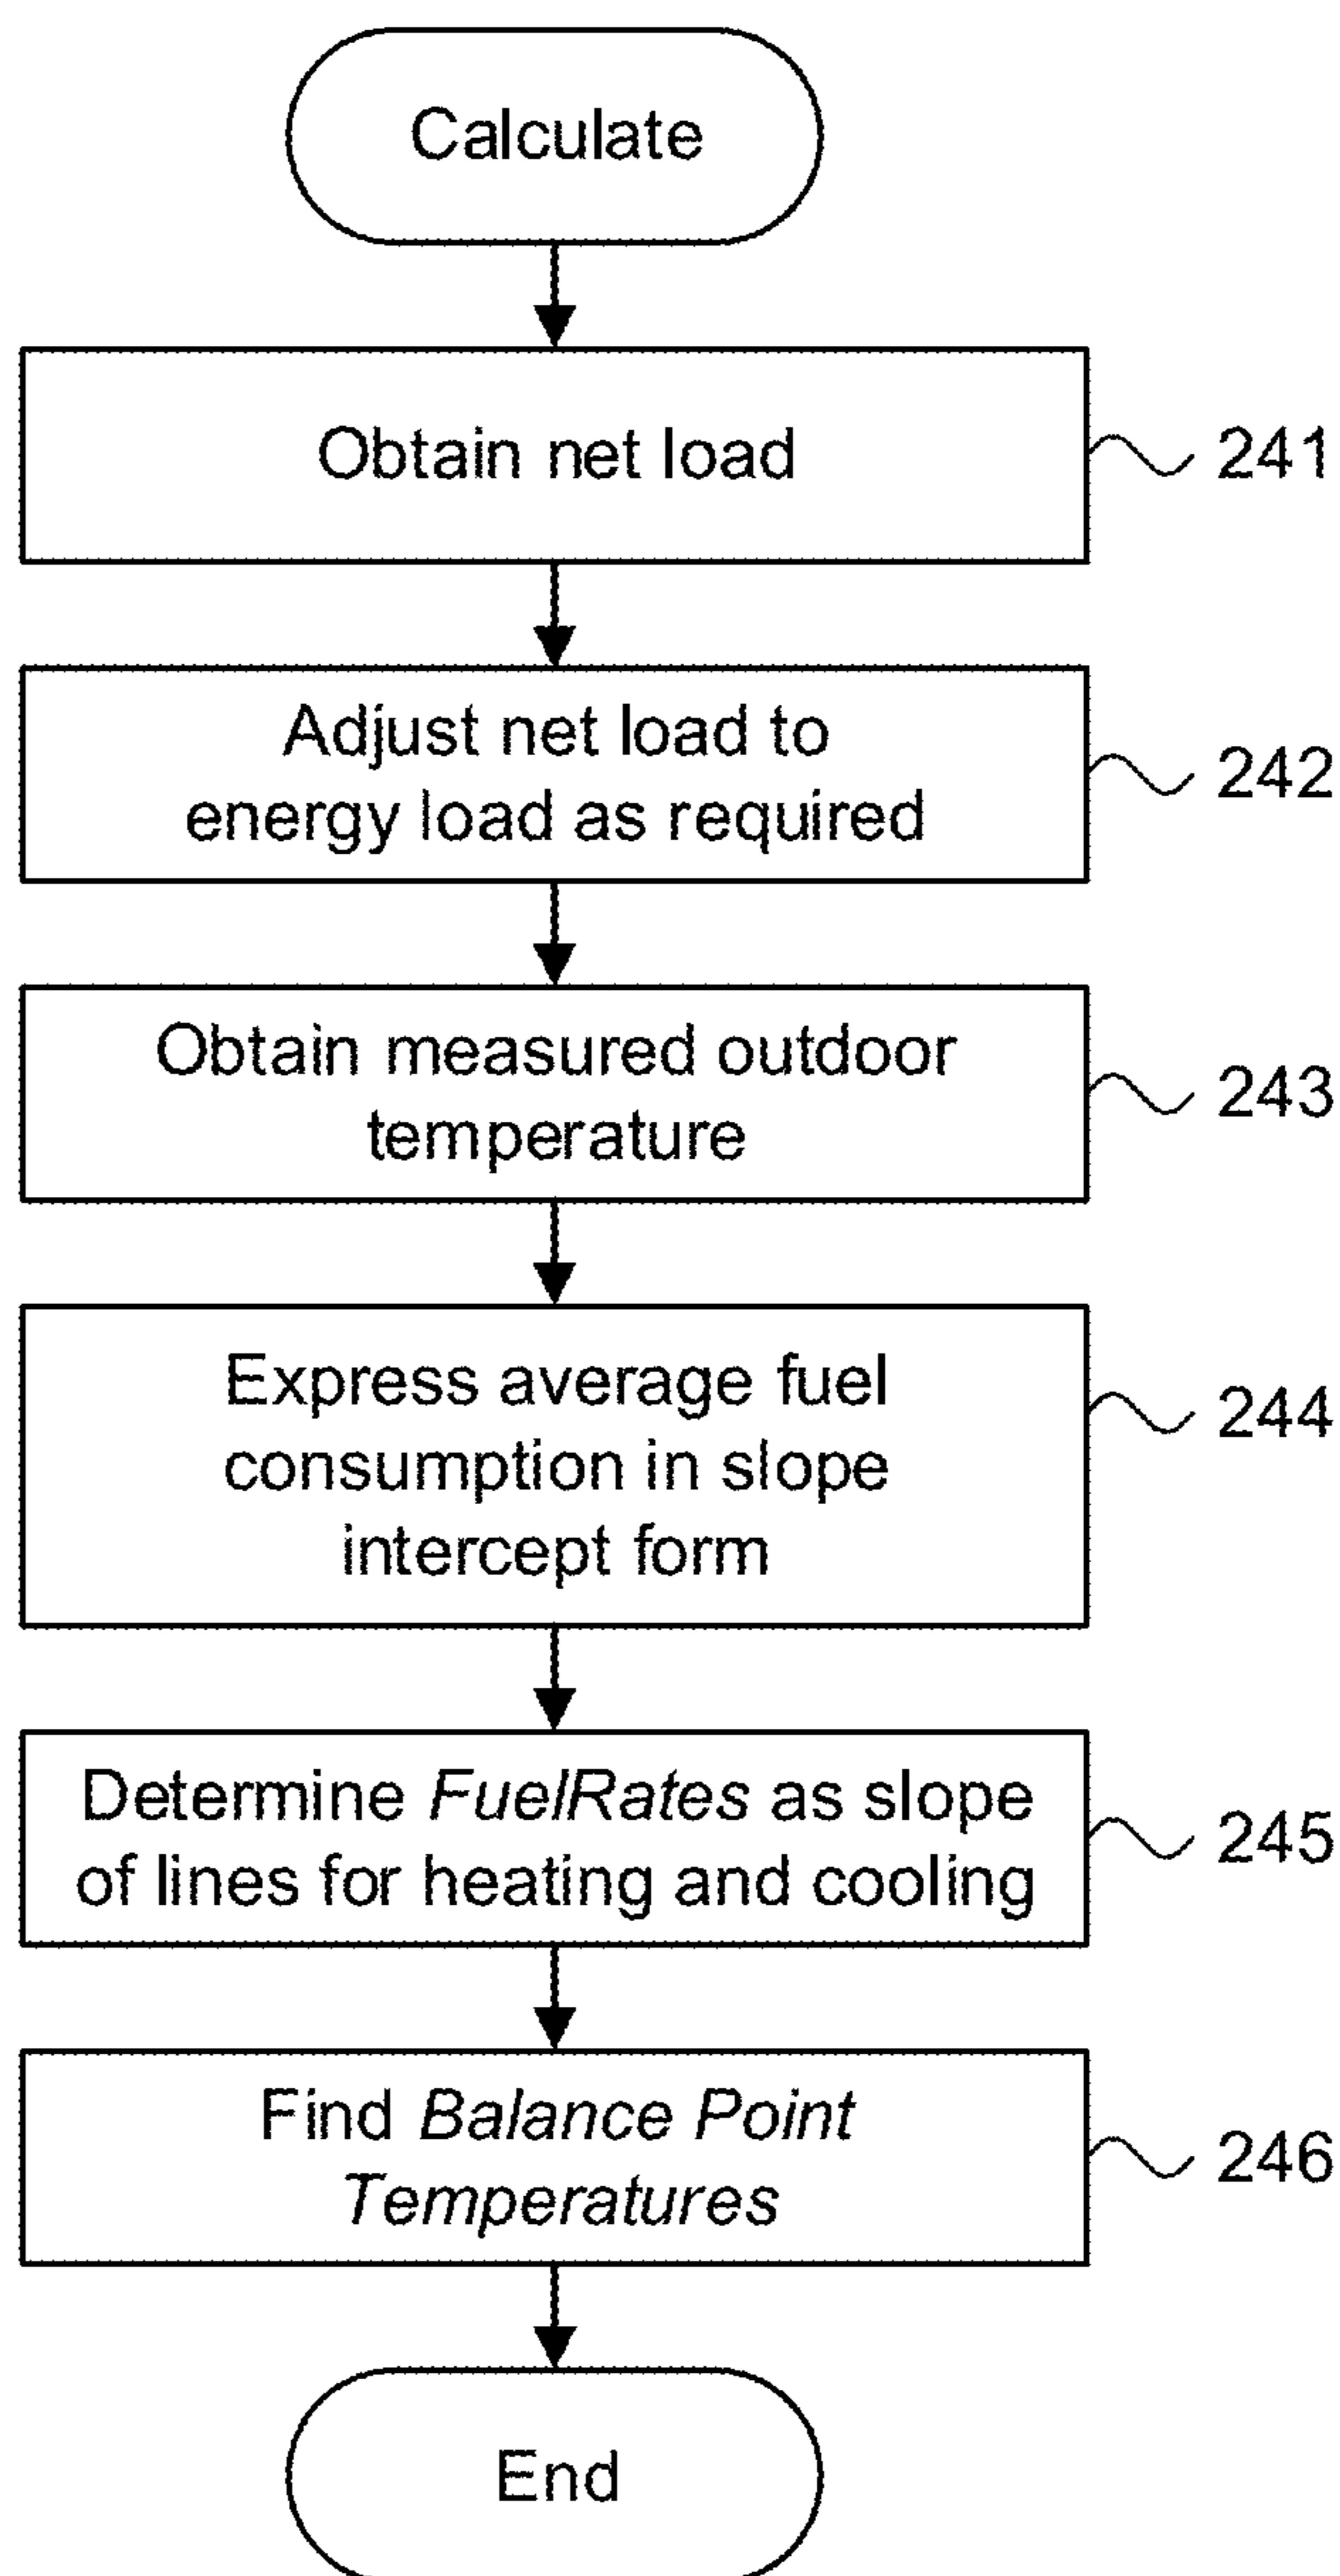 Calculate
Obtain net load
241
Adjust net load to
energy load as required
242
Obtain measured outdoor
temperature
243
Express average fuel
consumption in slope
intercept form
244
Determine FuelRates as slope
of lines for heating and cooling
245
Find Balance Point
Temperatures
246
End